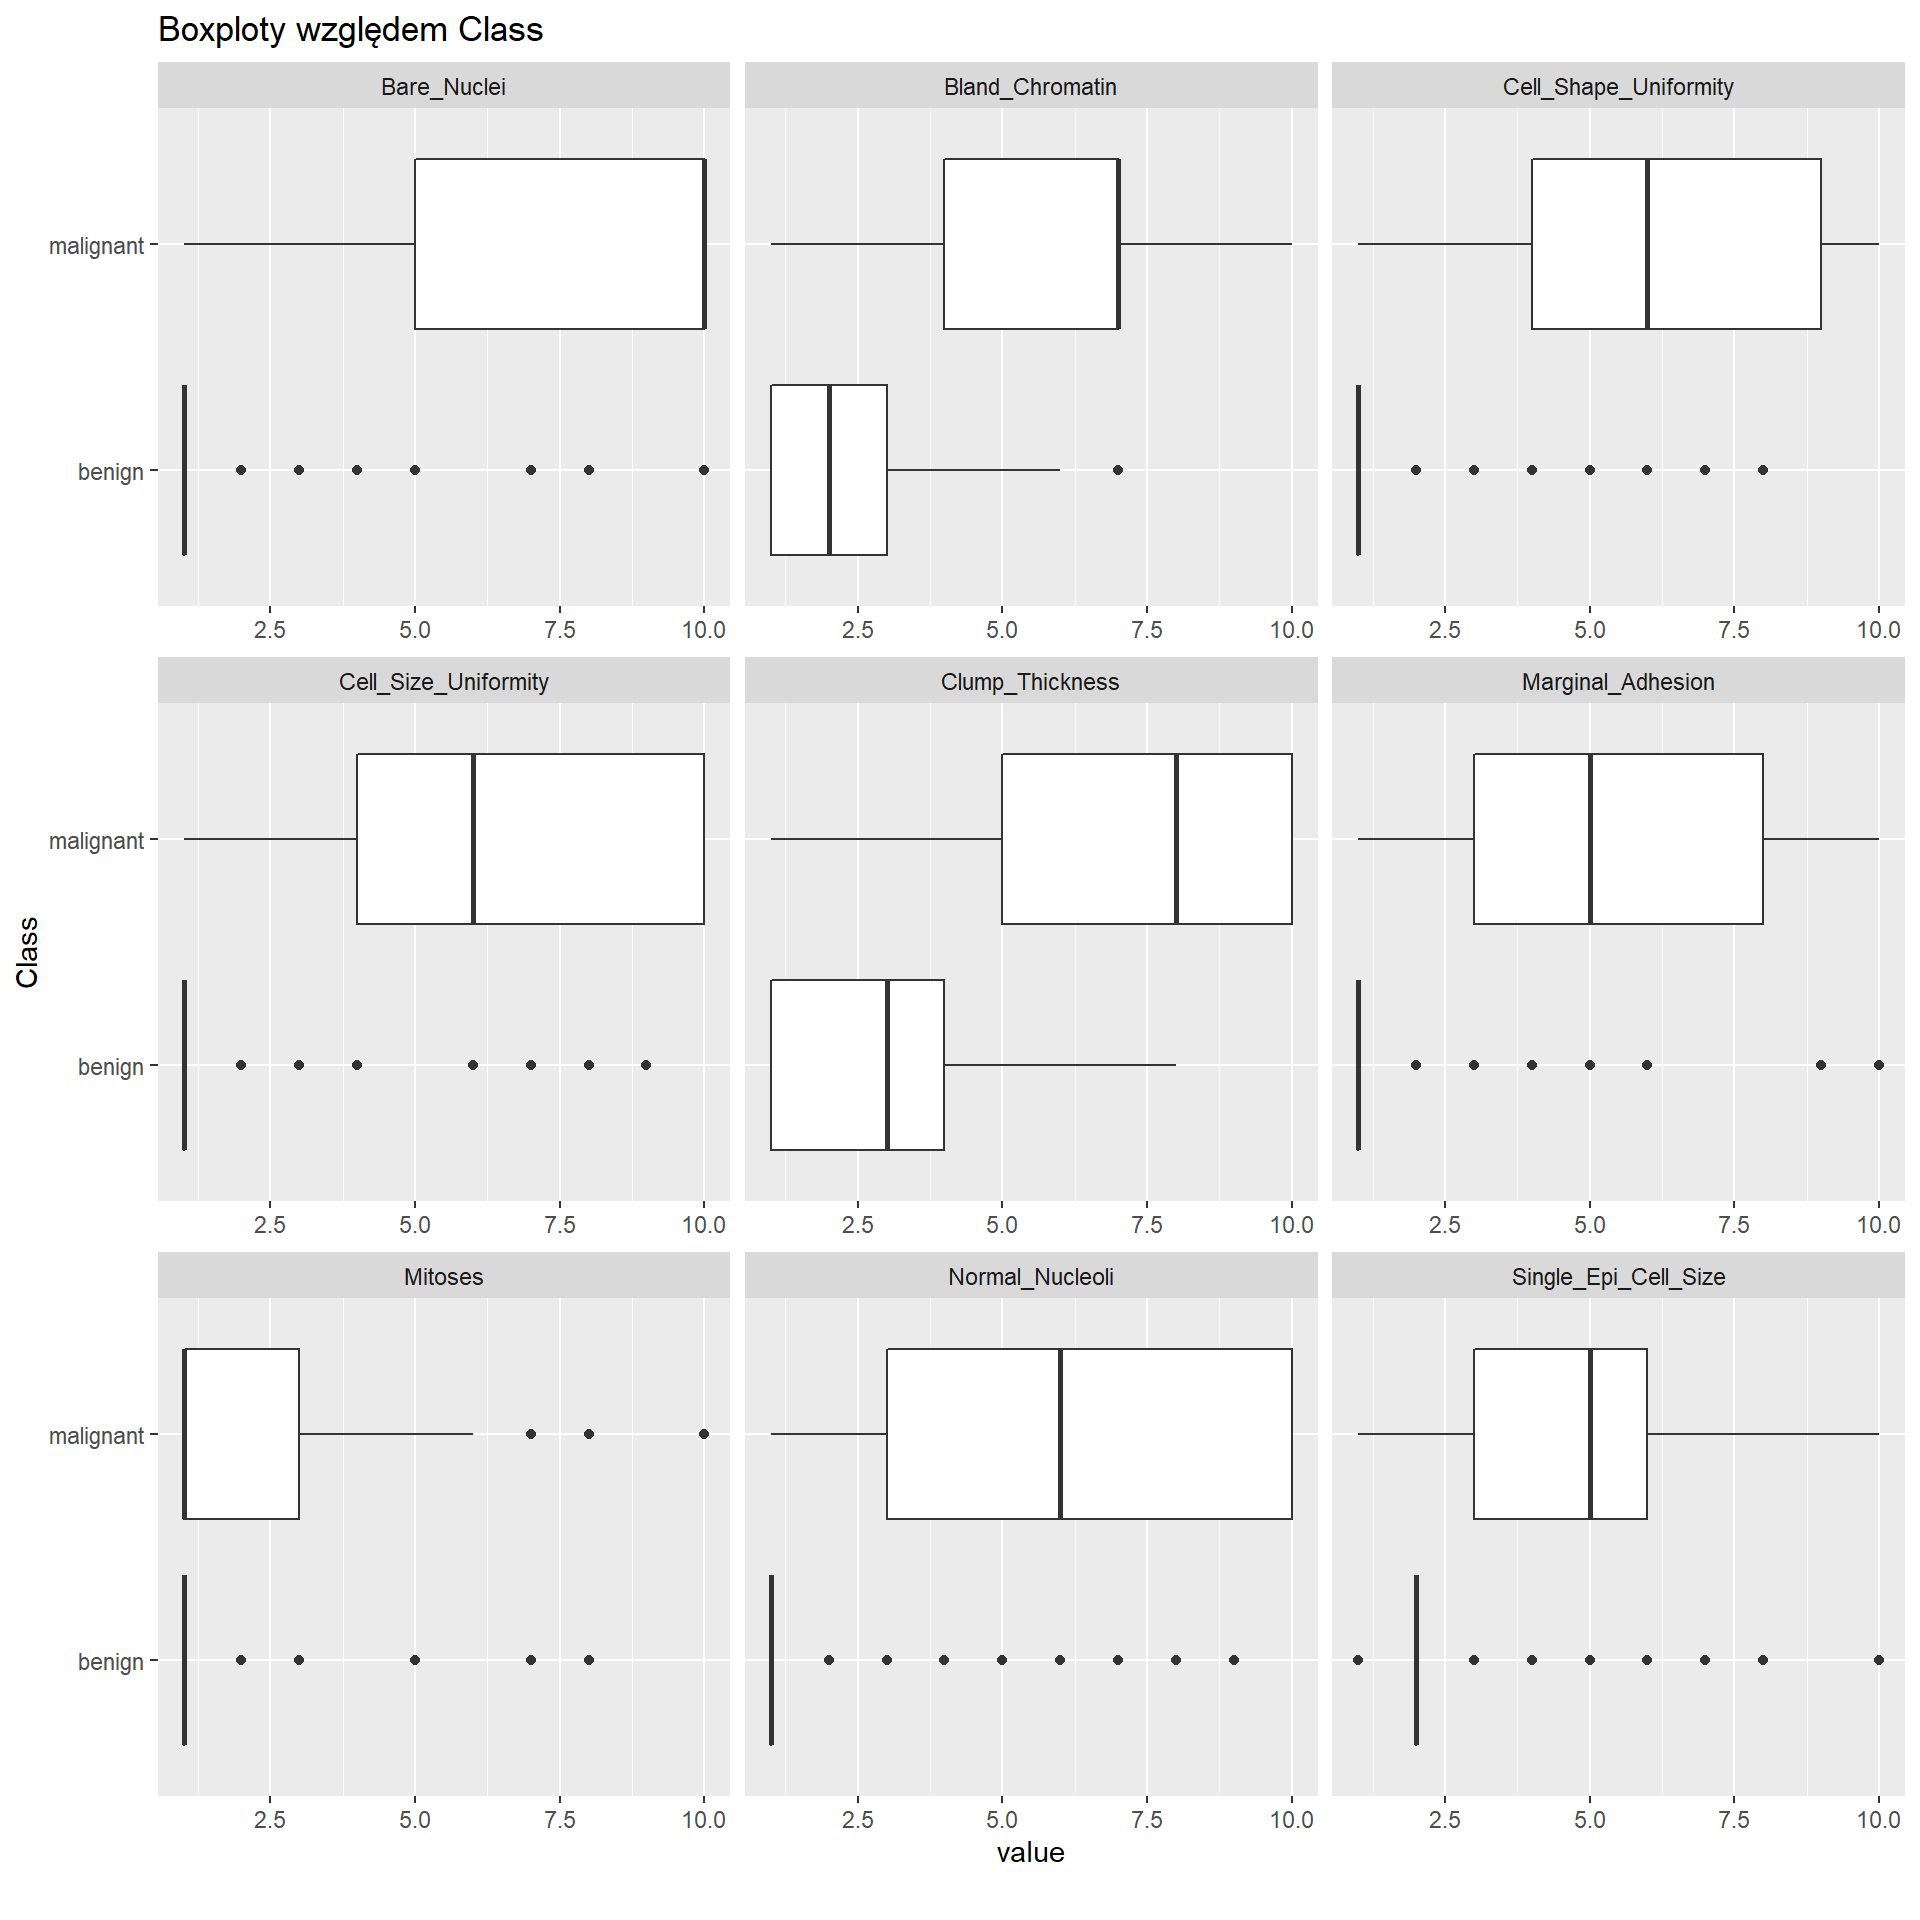 Boxploty względem Class
Bare_Nuclei
Bland_Chromatin
Cell_Shape_Uniformity
malignant
benign
2.5 5.0 7.5 10.0
2.5 5.0 7.5 10.0
2.5 5.0 7.5 10.0
Cell_Size_Uniformity
Clump_Thickness
Marginal_Adhesion
malignant
benign
Class
2.5 5.0 7.5 10.0
2.5 5.0 7.5 10.0
2.5 5.0 7.5 10.0
Mitoses
Normal_Nucleoli
Single_Epi_Cell_Size
malignant
benign
2.5 5.0 7.5 10.0
2.5 5.0 7.5 10.0
2.5 5.0 7.5 10.0
value